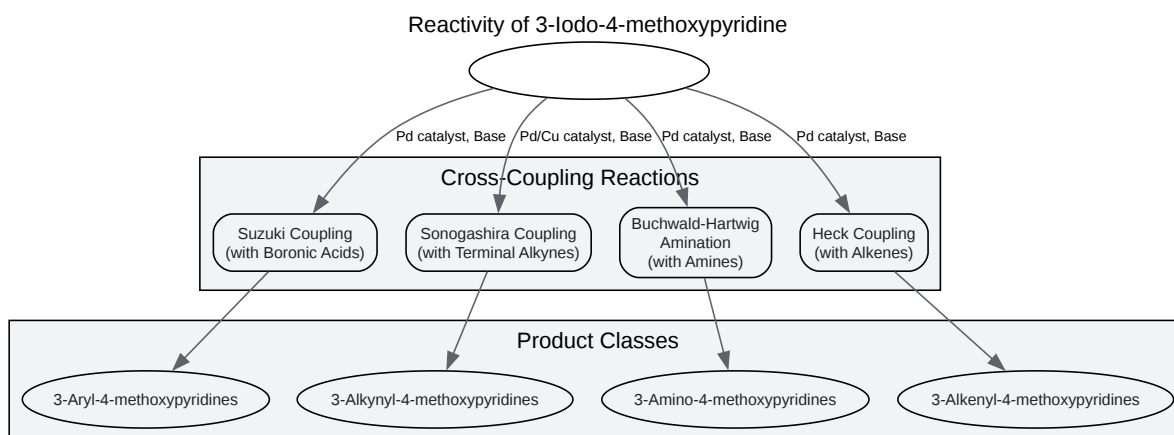 Reactivity of 3-Iodo-4-methoxypyridine
Pd catalyst, Base
Pd/Cu catalyst, Base
Pd catalyst, Base
Pd catalyst, Base
Cross-Coupling Reactions
Suzuki Coupling
(with Boronic Acids)
Sonogashira Coupling
(with Terminal Alkynes)
Buchwald-Hartwig
Amination
(with Amines)
Heck Coupling
(with Alkenes)
Product Classes
3-Aryl-4-methoxypyridines
3-Alkynyl-4-methoxypyridines
3-Amino-4-methoxypyridines
3-Alkenyl-4-methoxypyridines